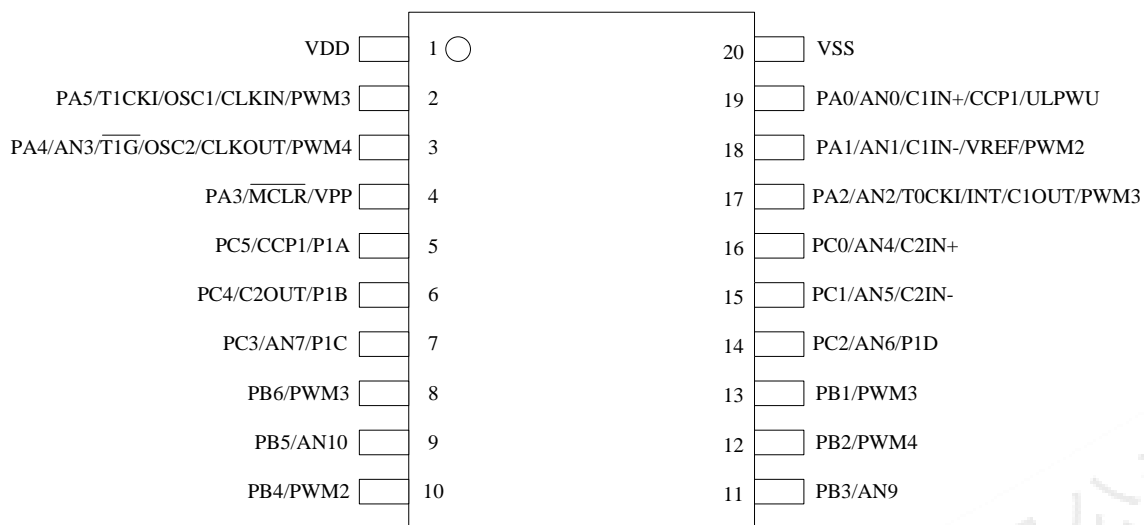 VDD 1 20 VSS
PA5/T1CKI/OSC1/CLKIN/PWM3 2 19 PA0/AN0/C1IN+/CCP1/ULPWU
PA4/AN3/T1G/OSC2/CLKOUT/PWM4 3 18 PA1/AN1/C1IN-/VREF/PWM2
PA3/MCLR/VPP 4 17 PA2/AN2/T0CKI/INT/C1OUT/PWM3
PC5/CCP1/P1A 5 16 PC0/AN4/C2IN+
PC4/C2OUT/P1B 6 15 PC1/AN5/C2IN-
PC3/AN7/P1C 7 14 PC2/AN6/P1D
PB6/PWM3 8 13 PB1/PWM3
PB5/AN10 9 12 PB2/PWM4
PB4/PWM2 10 11 PB3/AN9